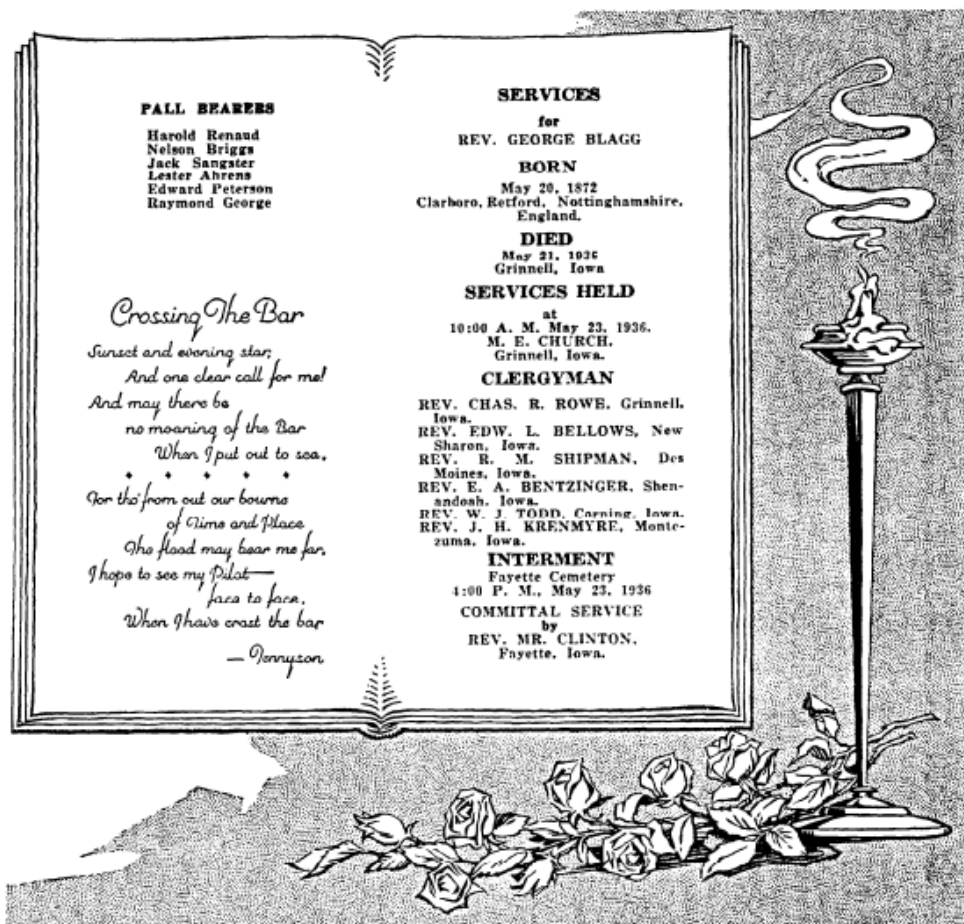 PALL BEARERS
Harold Renaud
Nelson Briggs
Jack Sangster
Lester Ahrens
Edward Peterson
Raymond George
Crossing The Bar
Sunset and evening star,
And one clear call for me!
And may there be
no moaning of the Bar
When I put out to sea,
For tho' from out our bourne
of Time and Place
The flood may bear me far,
I hope to see my Pilot—
face to face,
When I have crost the bar
— Tennyson
SERVICES
for
REV. GEORGE BLAGG
BORN
May 20, 1872
Clarboro, Retford, Nottinghamshire,
England.
DIED
May 21, 1936
Grinnell, Iowa
SERVICES HELD
at
10:00 A. M. May 23, 1936.
M. E. CHURCH.
Grinnell, Iowa.
CLERGYMAN
REV. CHAS. R. ROWE, Grinnell,
Iowa.
REV. EDW. L. BELLOWS, New
Sharon, Iowa.
REV. R. M. SHIPMAN, Des
Moines, Iowa.
REV. E. A. BENTZINGER, Shen-
andoah, Iowa.
REV. W. J. TODD, Corning, Iowa.
REV. J. H. KRENMYRE, Monte-
zuma, Iowa.
INTERMENT
Fayette Cemetery
4:00 P. M., May 23, 1936
COMMITTAL SERVICE
by
REV. MR. CLINTON,
Fayette, Iowa.